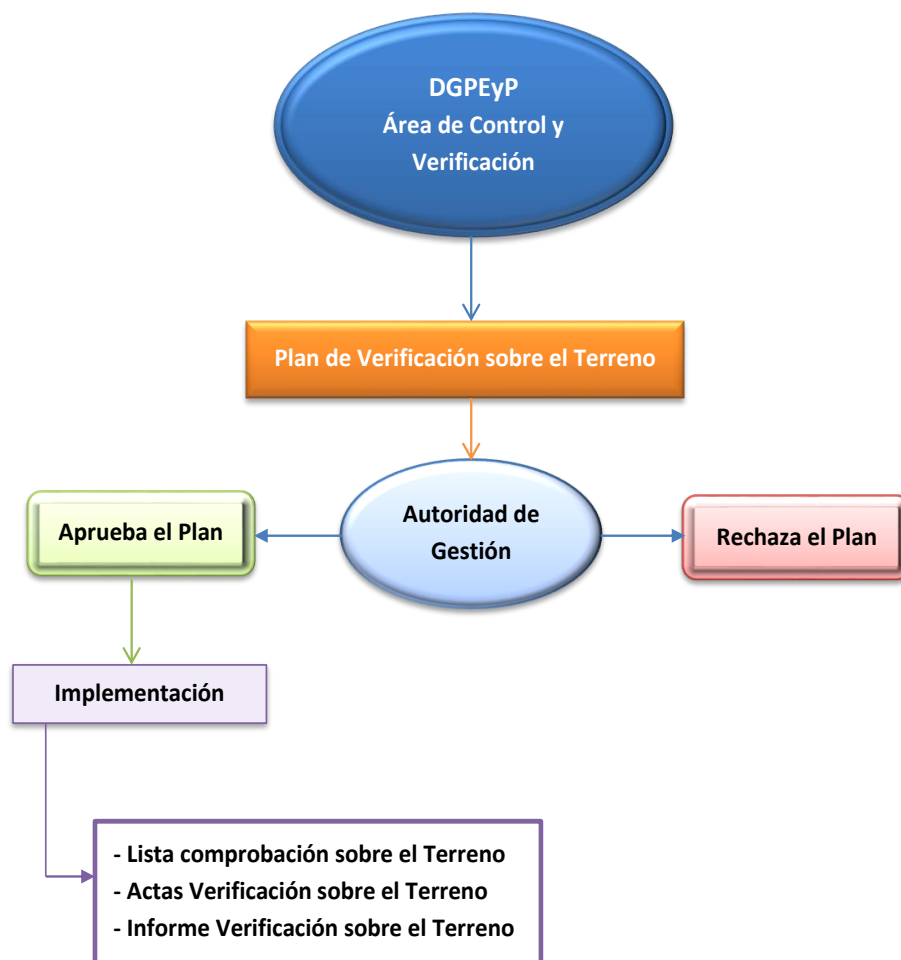 DGPEyP
Área de Control y
Verificación
Plan de Verificación sobre el Terreno
Autoridad de
Gestión
Aprueba el Plan
Rechaza el Plan
Implementación
- Lista comprobación sobre el Terreno
- Actas Verificación sobre el Terreno
- Informe Verificación sobre el Terreno